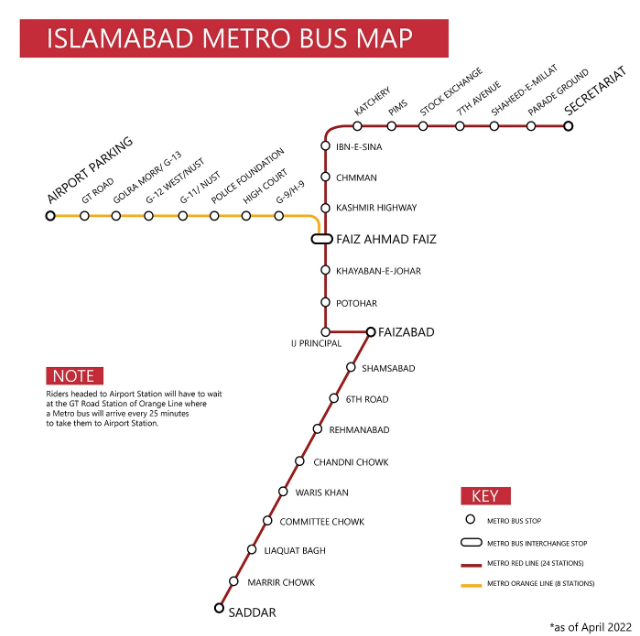 ISLAMABAD METRO BUS MAP
KATCHERY
PIMS
STOCK EXCHANGE
7TH AVENUE
SHAHEED-E-MILLAT
PARADE GROUND
SECRETARIAT
IBN-E-SINA
CHMMAN
KASHMIR HIGHWAY
AIRPORT PARKING
GT ROAD
GOLRA MORR/ G-13
G-12 WEST/NUST
G-11/ NUST
POLICE FOUNDATION
HIGH COURT
G-9/H-9
FAIZ AHMAD FAIZ
KHAYABAN-E-JOHAR
POTOHAR
IJ PRINCIPAL
FAIZABAD
SHAMSABAD
6TH ROAD
REHMANABAD
CHANDNI CHOWK
WARIS KHAN
COMMITTEE CHOWK
LIAQUAT BAGH
MARRIR CHOWK
SADDAR
NOTE
Riders headed to Airport Station will have to wait
at the GT Road Station of Orange Line where
a Metro bus will arrive every 25 minutes
to take them to Airport Station.
KEY
METRO BUS STOP
METRO BUS INTERCHANGE STOP
METRO RED LINE (24 STATIONS)
METRO ORANGE LINE (8 STATIONS)
*as of April 2022